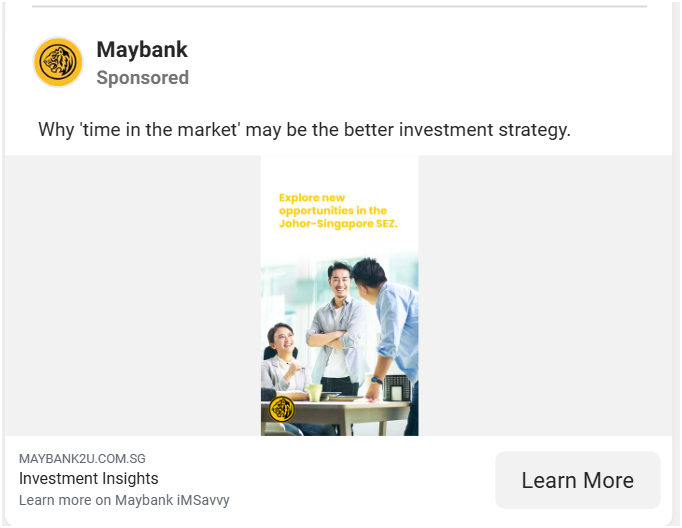 Maybank
Sponsored
Why 'time in the market' may be the better investment strategy.
Explore new
opportunities in the
Johor-Singapore SEZ.
MAYBANK2U.COM.SG
Investment Insights
Learn more on Maybank iMSavvy
Learn More